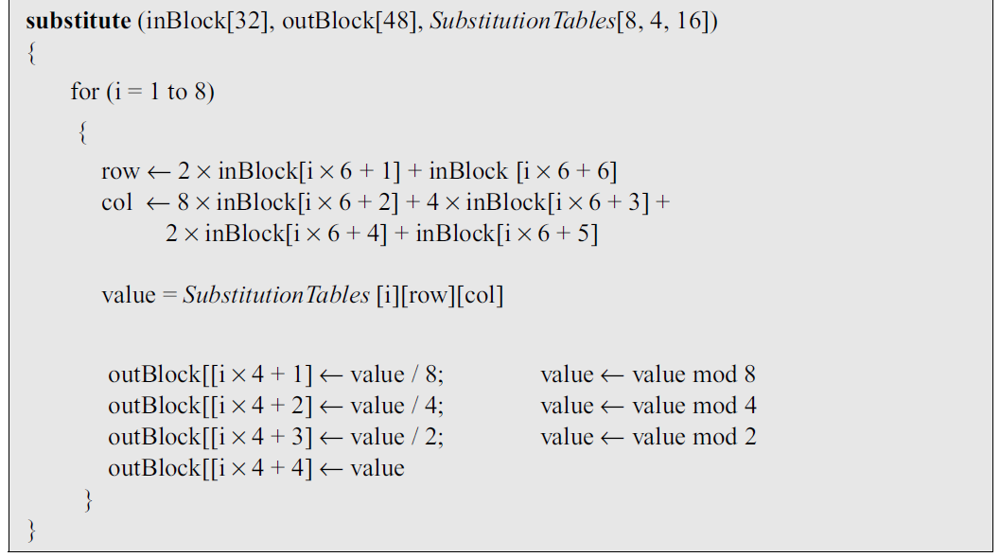 substitute (inBlock[32], outBlock[48], SubstitutionTables[8, 4, 16])
{
for (i = 1 to 8)
{
row ← 2 × inBlock[i × 6 + 1] + inBlock [i × 6 + 6]
col ← 8 × inBlock[i × 6 + 2] + 4 × inBlock[i × 6 + 3] +
2 × inBlock[i × 6 + 4] + inBlock[i × 6 + 5]
value = SubstitutionTables [i][row][col]
outBlock[[i × 4 + 1] ← value / 8; value ← value mod 8
outBlock[[i × 4 + 2] ← value / 4; value ← value mod 4
outBlock[[i × 4 + 3] ← value / 2; value ← value mod 2
outBlock[[i × 4 + 4] ← value
}
}